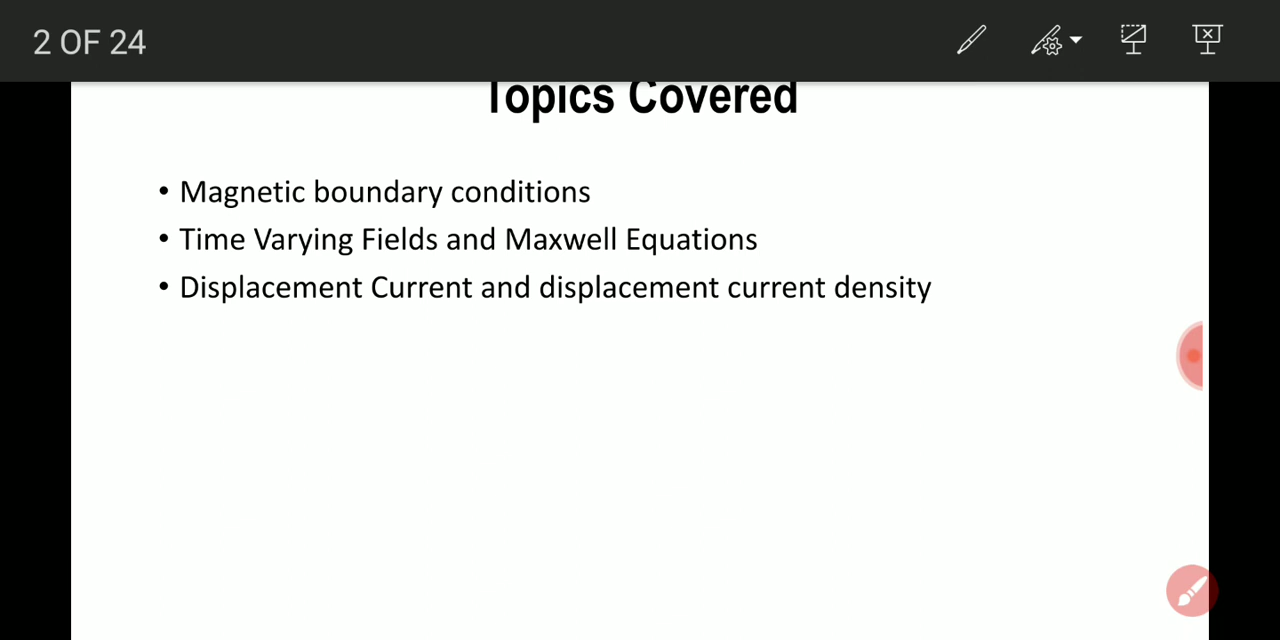 2 OF 24
Topics Covered
• Magnetic boundary conditions
• Time Varying Fields and Maxwell Equations
• Displacement Current and displacement current density